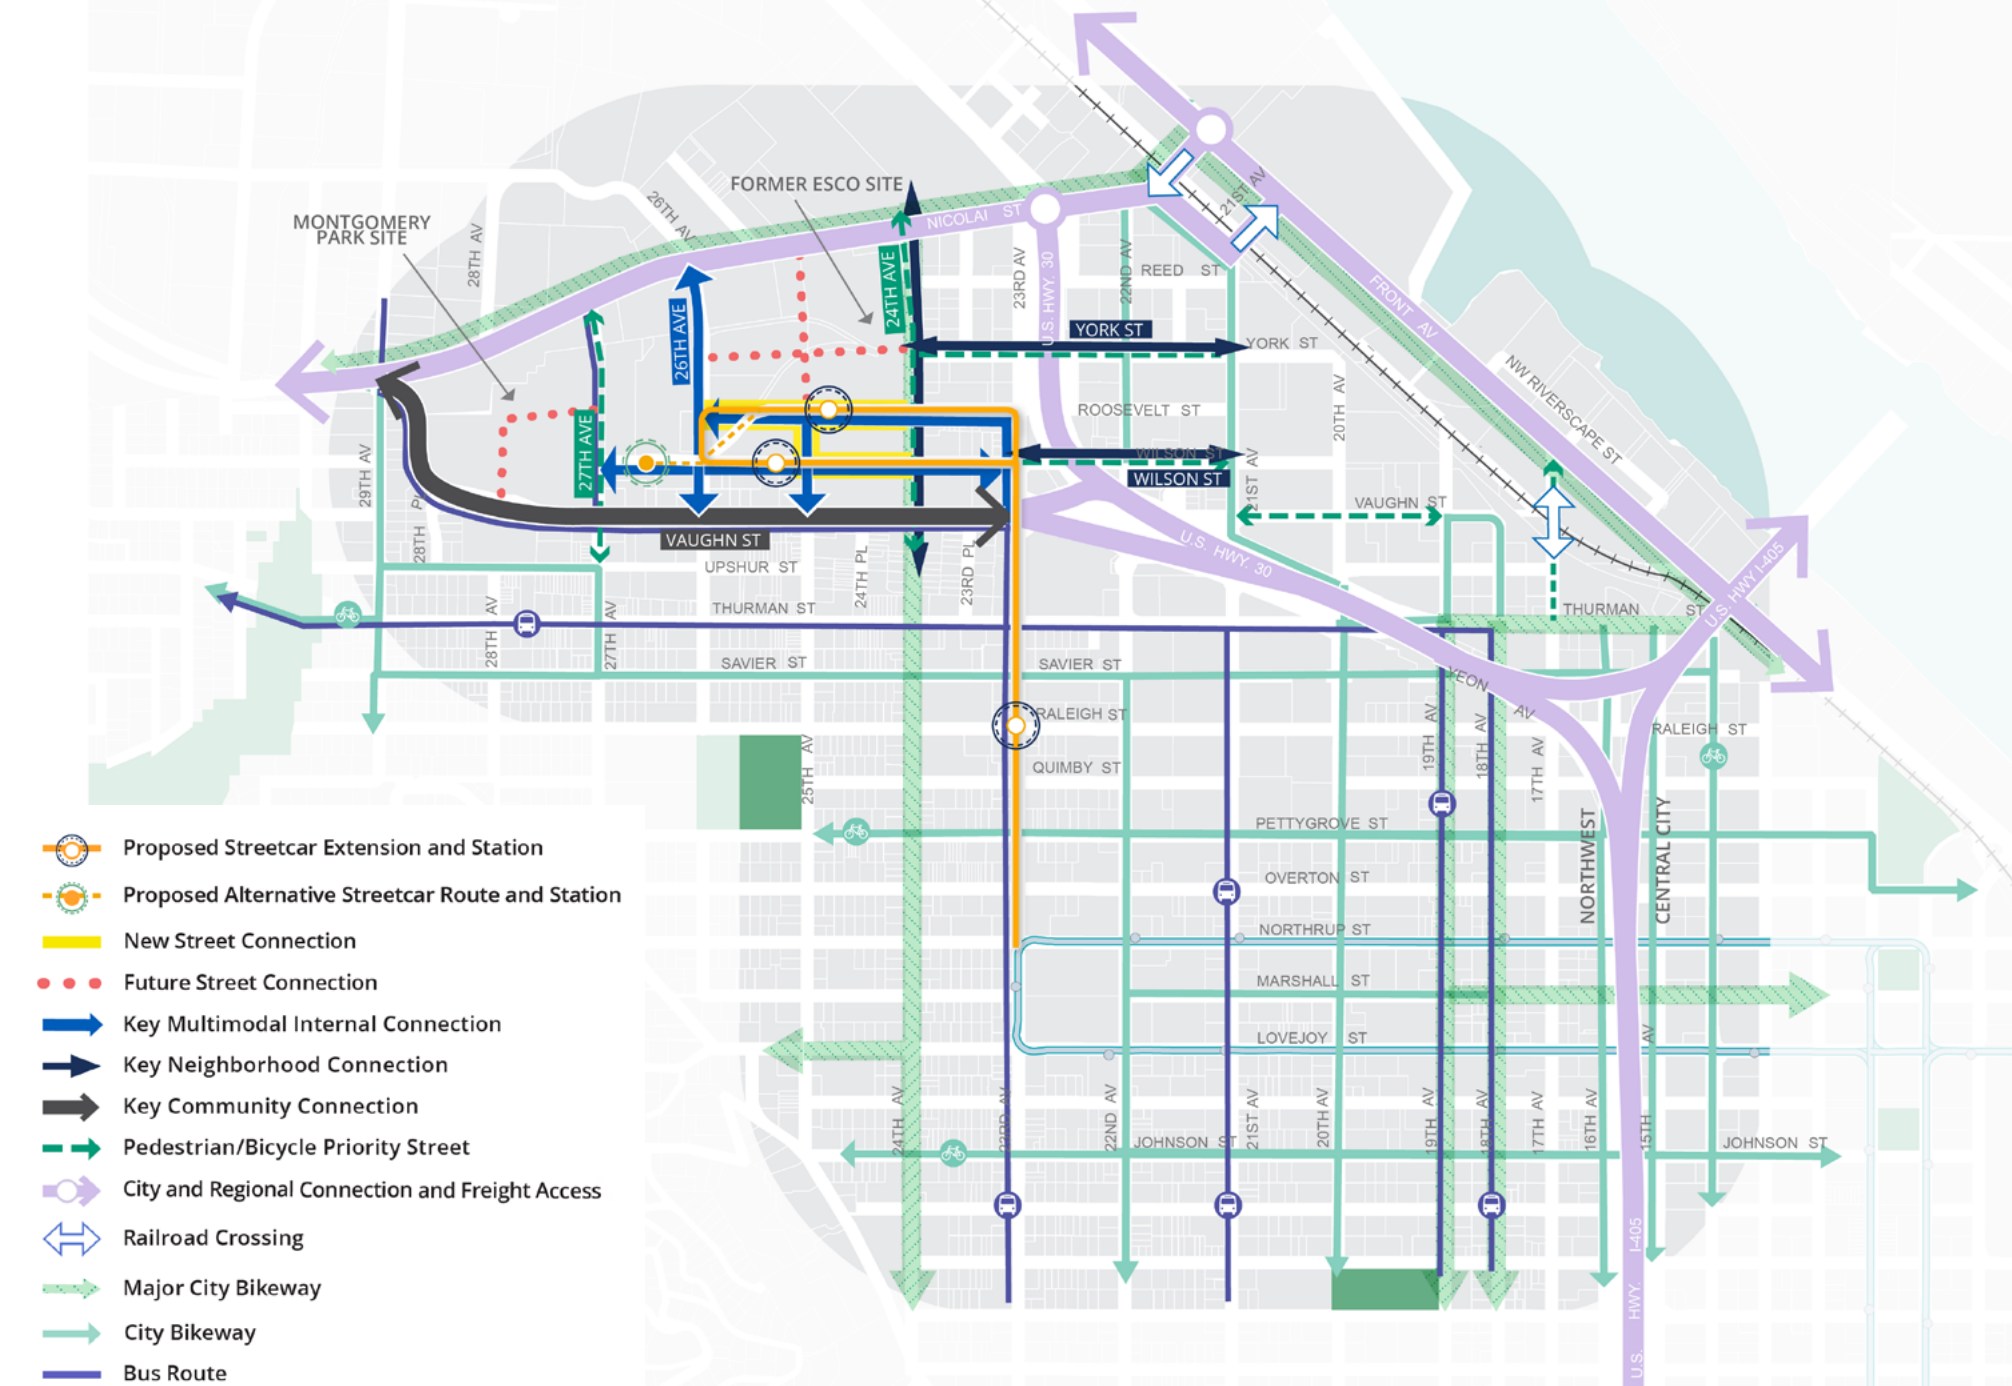 26TH AV
FORMER ESCO SITE
MONTGOMERY
PARK SITE
28TH AV
NICOLAI ST
21ST AV
24TH AVE
23RD AV
U.S. HWY. 30
22ND AV
REED ST
FRONT AV
26TH AVE
YORK ST
YORK ST
NW RIVERSCAPE ST
20TH AV
ROOSEVELT ST
27TH AVE
WILSON ST
WILSON ST
29TH AV
28TH PL
21ST AV
VAUGHN ST
VAUGHN ST
U.S. HWY. 30
U.S. HWY I-405
UPSHUR ST
24TH PL
23RD PL
THURMAN ST
THURMAN ST
28TH AV
27TH AV
SAVIER ST
SAVIER ST
YEON AV
RALEIGH ST
RALEIGH ST
19TH AV
18TH AV
17TH AV
25TH AV
QUIMBY ST
PETTYGROVE ST
NORTHWEST
CENTRAL CITY
OVERTON ST
NORTHRUP ST
MARSHALL ST
LOVEJOY ST
24TH AV
23RD AV
22ND AV
JOHNSON ST
21ST AV
20TH AV
19TH AV
18TH AV
17TH AV
16TH AV
15TH AV
JOHNSON ST
U.S. HWY. I-405
Proposed Streetcar Extension and Station
Proposed Alternative Streetcar Route and Station
New Street Connection
Future Street Connection
Key Multimodal Internal Connection
Key Neighborhood Connection
Key Community Connection
Pedestrian/Bicycle Priority Street
City and Regional Connection and Freight Access
Railroad Crossing
Major City Bikeway
City Bikeway
Bus Route